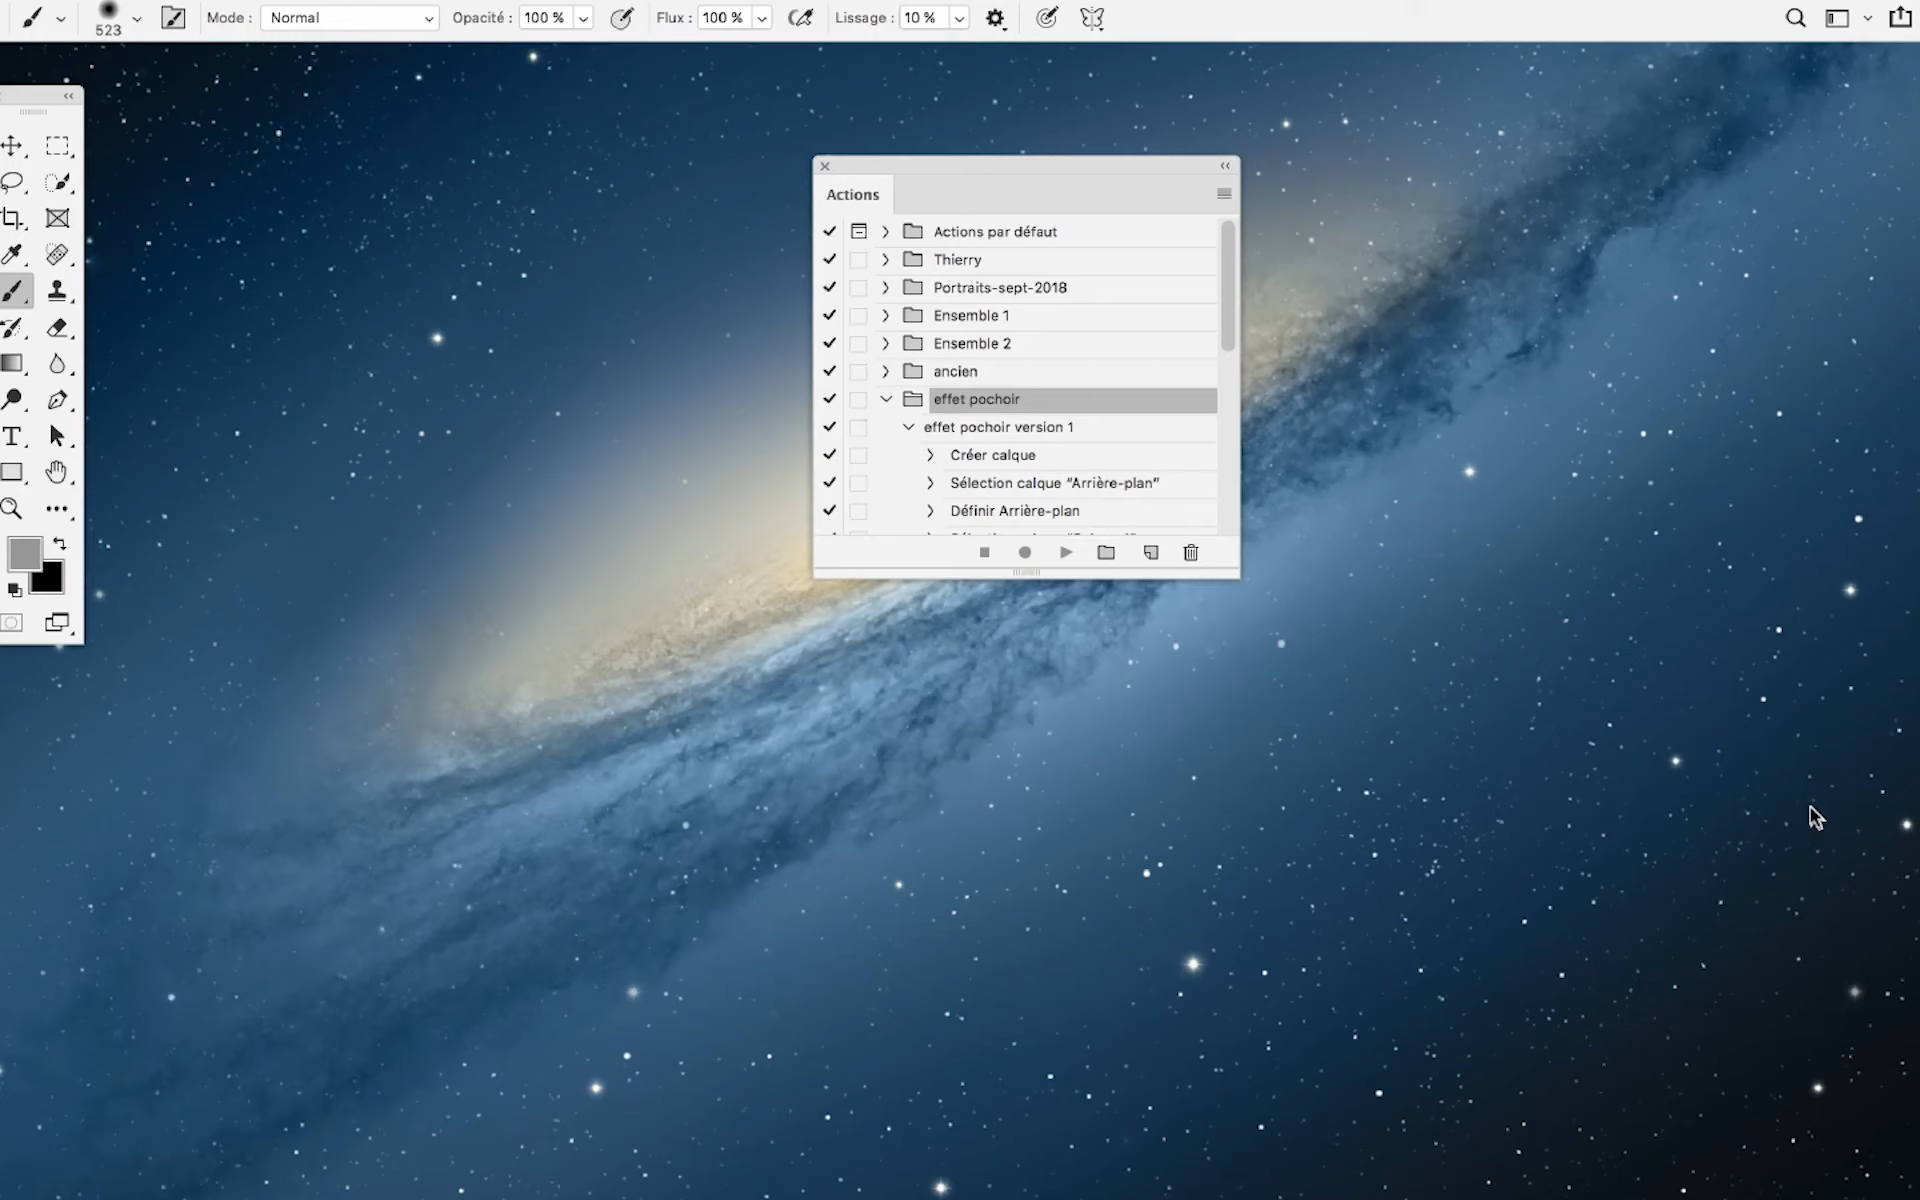 523
Mode :
Normal
Opacité :
100 %
Flux :
100 %
Lissage :
10 %
Actions
Actions par défaut
Thierry
Portraits-sept-2018
Ensemble 1
Ensemble 2
ancien
effet pochoir
effet pochoir version 1
Créer calque
Sélection calque “Arrière-plan”
Définir Arrière-plan